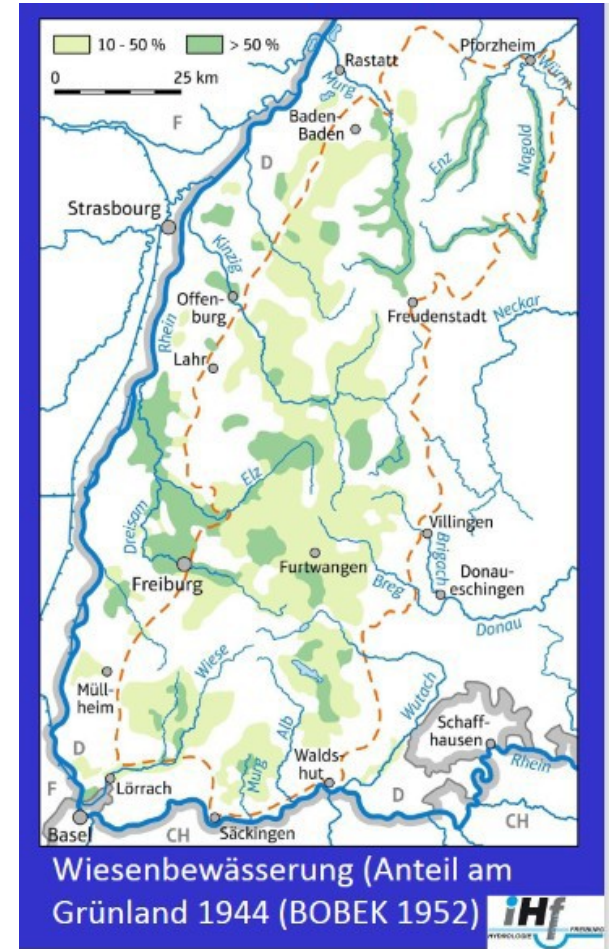 10 - 50 %
> 50 %
0
25 km
Pforzheim
Rastatt
Würm
Murg
F
Baden-
Baden
D
Enz
Nagold
Strasbourg
Kinzig
Offen-
burg
Neckar
Freudenstadt
Rhein
Lahr
Elz
Dreisam
Villingen
Brigach
Furtwangen
Freiburg
Breg
Donau-
eschingen
Donau
Wiese
Müll-
heim
Wutach
Alb
Schaff-
hausen
Murg
Walds-
hut
Rhein
D
F
Lörrach
D
CH
Basel
CH
Säckingen
Wiesenbewässerung (Anteil am
Grünland 1944 (BOBEK 1952)
iHf
HYDROLOGIE
FREIBURG